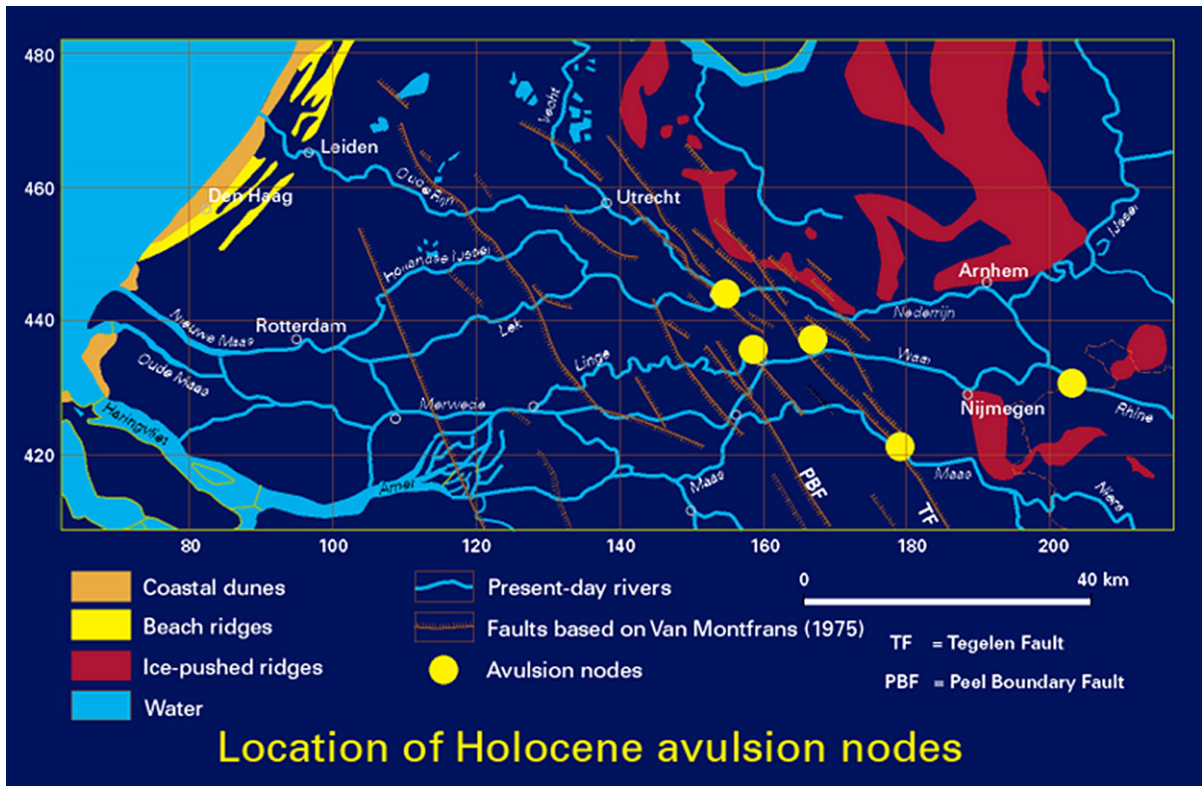 480
460
440
420
Leiden
Den Haag
Vecht
Oude Rijn
Utrecht
Hollandse IJssel
IJssel
Arnhem
Nieuwe Maas
Rotterdam
Lek
Nederrijn
Oude Maas
Linge
Waal
Merwede
Nijmegen
Rhine
Haringvliet
Amer
Maas
PBF
Maas
TF
Niers
80 100 120 140 160 180 200
Coastal dunes
Beach ridges
Ice-pushed ridges
Water
Present-day rivers
Faults based on Van Montfrans (1975)
Avulsion nodes
0 40 km
TF = Tegelen Fault
PBF = Peel Boundary Fault
Location of Holocene avulsion nodes